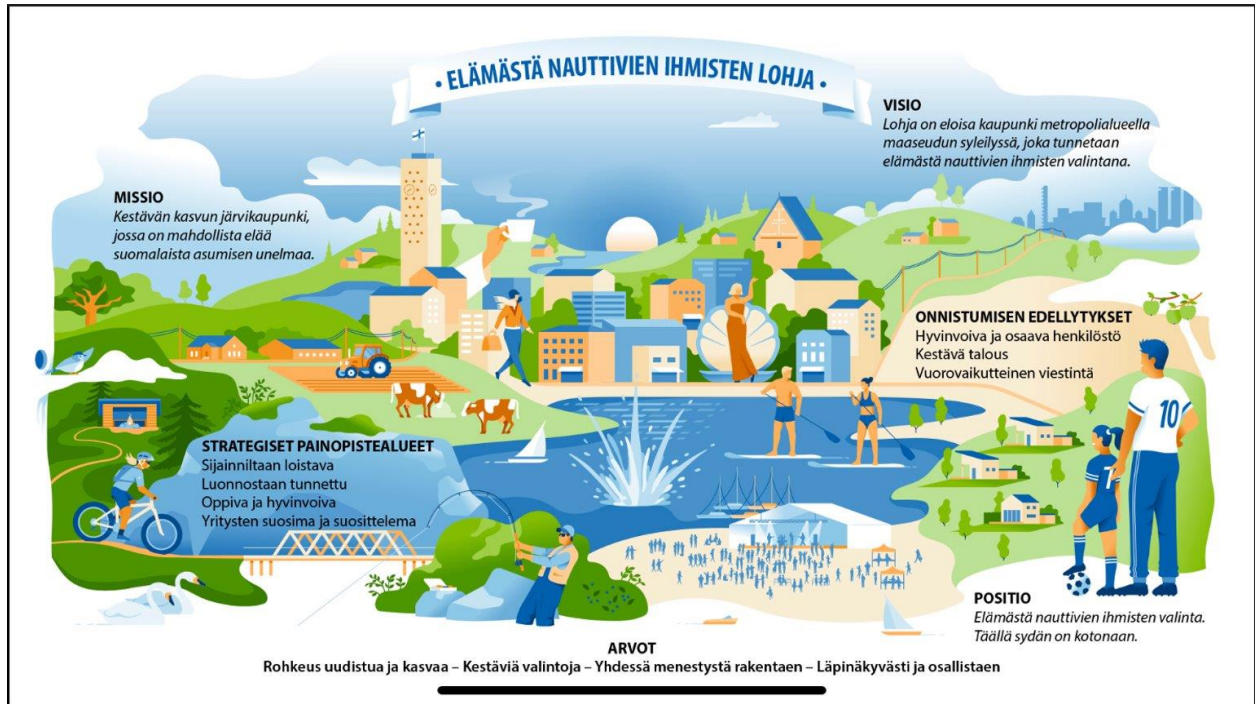 • ELÄMÄSTÄ NAUTTIVIEN IHMISTEN LOHJA •
VISIO
Lohja on eloisa kaupunki metropolialueella
maaseudun syleilyssä, joka tunnetaan
elämästä nauttivien ihmisten valintana.
MISSIO
Kestävän kasvun järvikaupunki,
jossa on mahdollista elää
suomalaista asumisen unelmaa.
ONNISTUMISEN EDELLYTYKSET
Hyvinvoiva ja osaava henkilöstö
Kestävä talous
Vuorovaikutteinen viestintä
10
STRATEGISET PAINOPISTEALUEET
Sijainniltaan loistava
Luonnostaan tunnettu
Oppiva ja hyvinvoiva
Yritysten suosima ja suosittelema
POSITIO
Elämästä nauttivien ihmisten valinta.
Täällä sydän on kotonaan.
ARVOT
Rohkeus uudistua ja kasvaa – Kestäviä valintoja – Yhdessä menestystä rakentaen – Läpinäkyvästi ja osallistaen